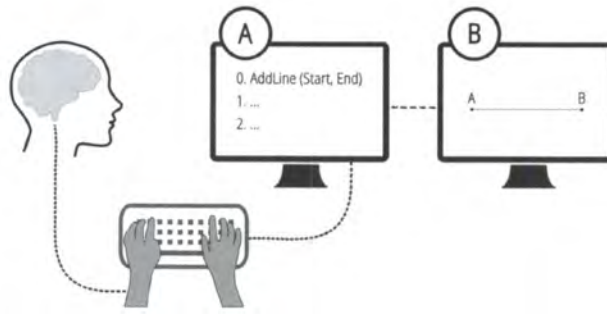 A
0. AddLine (Start, End)
1. ...
2. ...
B
A B